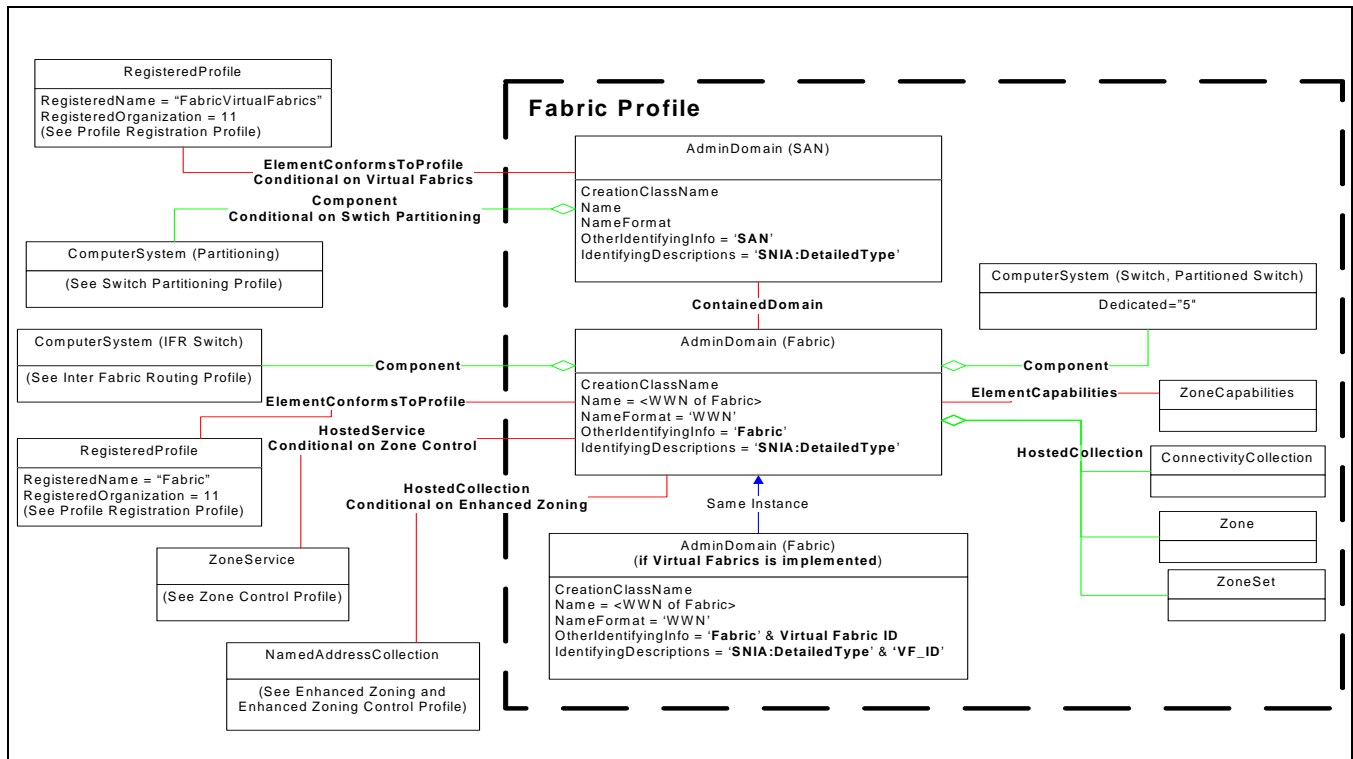 RegisteredProfile
RegisteredName = “FabricVirtualFabrics”
RegisteredOrganization = 11
(See Profile Registration Profile)
Fabric Profile
AdminDomain (SAN)
CreationClassName
Name
NameFormat
OtherIdentifyingInfo = ‘SAN’
IdentifyingDescriptions = ‘SNIA:DetailedType’
ElementConformsToProfile
Conditional on Virtual Fabrics
Component
Conditional on Swtich Partitioning
ComputerSystem (Partitioning)
(See Switch Partitioning Profile)
ContainedDomain
ComputerSystem (Switch, Partitioned Switch)
Dedicated=”5"
ComputerSystem (IFR Switch)
(See Inter Fabric Routing Profile)
Component
AdminDomain (Fabric)
CreationClassName
Name = <WWN of Fabric>
NameFormat = ‘WWN’
OtherIdentifyingInfo = ‘Fabric’
IdentifyingDescriptions = ‘SNIA:DetailedType’
Component
ElementCapabilities
ZoneCapabilities
ElementConformsToProfile
HostedService
Conditional on Zone Control
RegisteredProfile
RegisteredName = “Fabric”
RegisteredOrganization = 11
(See Profile Registration Profile)
HostedCollection
ConnectivityCollection
Zone
ZoneSet
HostedCollection
Conditional on Enhanced Zoning
Same Instance
ZoneService
(See Zone Control Profile)
AdminDomain (Fabric)
(if Virtual Fabrics is implemented)
CreationClassName
Name = <WWN of Fabric>
NameFormat = ‘WWN’
OtherIdentifyingInfo = ‘Fabric’ & Virtual Fabric ID
IdentifyingDescriptions = ‘SNIA:DetailedType’ & ‘VF_ID’
NamedAddressCollection
(See Enhanced Zoning and
Enhanced Zoning Control Profile)